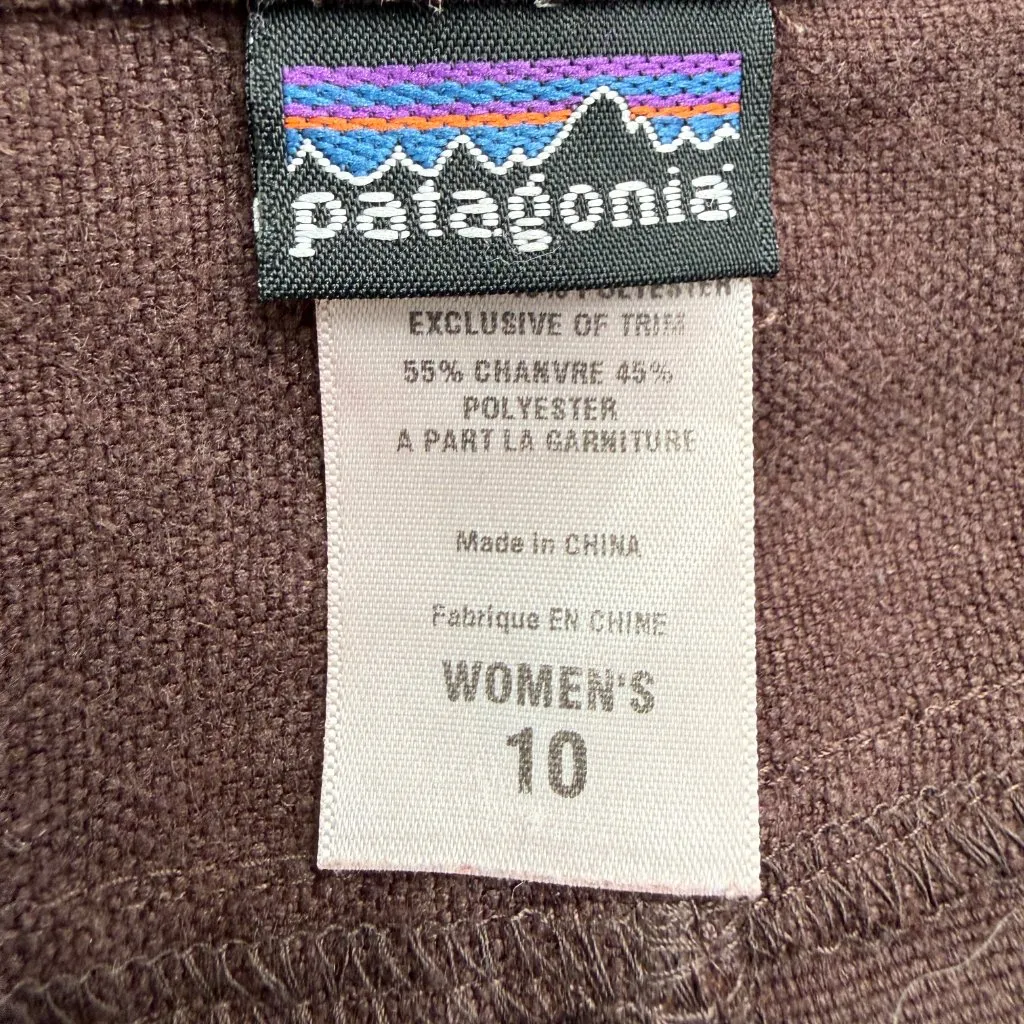 patagonia
POLYESTER
EXCLUSIVE OF TRIM
55% CHANVRE 45%
POLYESTER
A PART LA GARNITURE
Made in CHINA
Fabrique EN CHINE
WOMEN'S
10